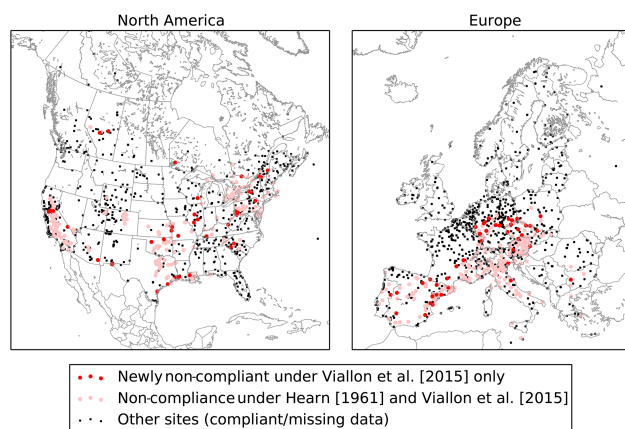 North America
Europe
Newly non-compliant under Viallon et al. [2015] only
Non-compliance under Hearn [1961] and Viallon et al. [2015]
Other sites (compliant/missing data)